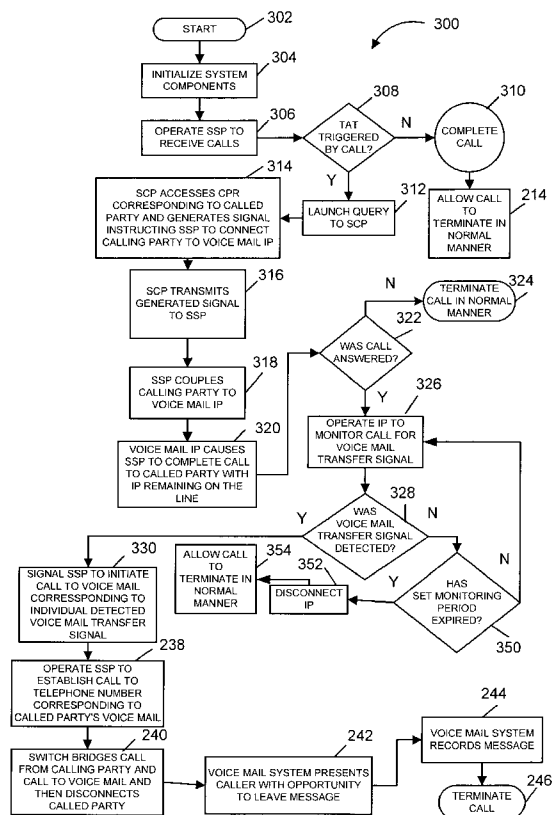 302
START
300
304
INITIALIZE SYSTEM
COMPONENTS
306
OPERATE SSP TO
RECEIVE CALLS
308
TAT
TRIGGERED
BY CALL?
N
Y
310
COMPLETE
CALL
214
ALLOW CALL
TO
TERMINATE IN
NORMAL
MANNER
312
LAUNCH QUERY
TO SCP
314
SCP ACCESSES CPR
CORRESPONDING TO CALLED
PARTY AND GENERATES SIGNAL
INSTRUCTING SSP TO CONNECT
CALLING PARTY TO VOICE MAIL IP
316
SCP TRANSMITS
GENERATED SIGNAL
TO SSP
318
SSP COUPLES
CALLING PARTY TO
VOICE MAIL IP
320
VOICE MAIL IP CAUSES
SSP TO COMPLETE CALL
TO CALLED PARTY WITH
IP REMAINING ON THE
LINE
322
WAS CALL
ANSWERED?
N
Y
324
TERMINATE
CALL IN NORMAL
MANNER
326
OPERATE IP TO
MONITOR CALL FOR
VOICE MAIL
TRANSFER SIGNAL
328
WAS
VOICE MAIL
TRANSFER SIGNAL
DETECTED?
Y
N
350
HAS
SET MONITORING
PERIOD
EXPIRED?
N
Y
352
DISCONNECT
IP
354
ALLOW CALL
TO
TERMINATE IN
NORMAL
MANNER
330
SIGNAL SSP TO INITIATE
CALL TO VOICE MAIL
CORRESSPONDING TO
INDIVIDUAL DETECTED
VOICE MAIL TRANSFER
SIGNAL
238
OPERATE SSP TO
ESTABLISH CALL TO
TELEPHONE NUMBER
CORRESPONDING TO
CALLED PARTY'S VOICE MAIL
240
SWITCH BRIDGES CALL
FROM CALLING PARTY AND
CALL TO VOICE MAIL AND
THEN DISCONNECTS
CALLED PARTY
242
VOICE MAIL SYSTEM PRESENTS
CALLER WITH OPPORTUNITY
TO LEAVE MESSAGE
244
VOICE MAIL SYSTEM
RECORDS MESSAGE
246
TERMINATE
CALL